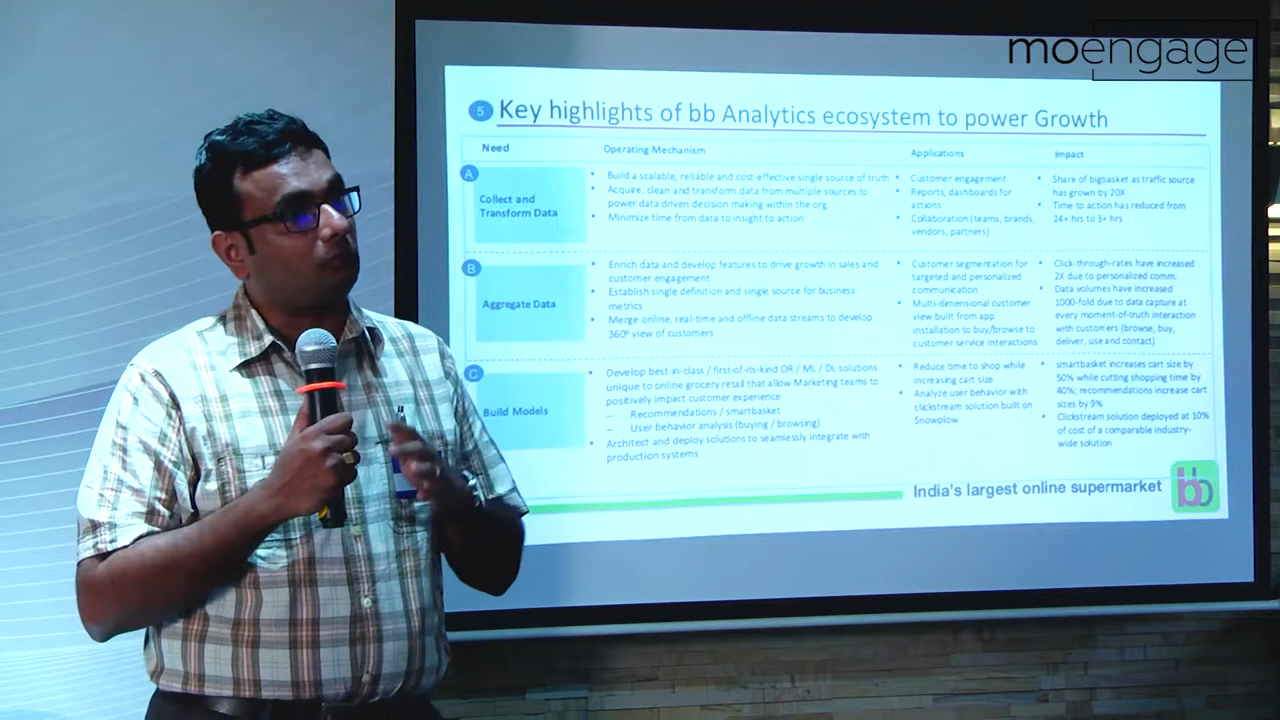 moengage
5 Key highlights of bb Analytics ecosystem to power Growth
Need
Operating Mechanism
Applications
Impact
A
Collect and
Transform Data
• Build a scalable, reliable and cost-effective single source of truth
• Acquire, clean and transform data from multiple sources to
power data driven decision making within the org.
• Minimize time from data to insight to action
• Customer engagement
• Reports, dashboards for
actions
• Collaboration (teams, brands,
vendors, partners)
• Share of bigbasket as traffic source
has grown by 20X
• Time to action has reduced from
24+ hrs to 3+ hrs
B
Aggregate Data
• Enrich data and develop features to drive growth in sales and
customer engagement
• Establish single definition and single source for business
metrics
• Merge online, real-time and offline data streams to develop
360° view of customers
• Customer segmentation for
targeted and personalized
communication
• Multi-dimensional customer
view built from app
installation to buy/browse to
customer service interactions
• Click-through-rates have increased
2X due to personalized comm.
• Data volumes have increased
1000-fold due to data capture at
every moment-of-truth interaction
with customers (browse, buy,
deliver, use and contact)
C
Build Models
• Develop best-in-class / first-of-its-kind OR / ML / DL solutions
unique to online grocery retail that allow Marketing teams to
positively impact customer experience
– Recommendations / smartbasket
– User behavior analysis (buying / browsing)
• Architect and deploy solutions to seamlessly integrate with
production systems
• Reduce time to shop while
increasing cart size
• Analyze user behavior with
clickstream solution built on
Snowplow
• smartbasket increases cart size by
50% while cutting shopping time by
40%; recommendations increase cart
sizes by 9%
• Clickstream solution deployed at 10%
of cost of a comparable industry-
wide solution
India's largest online supermarket
bb